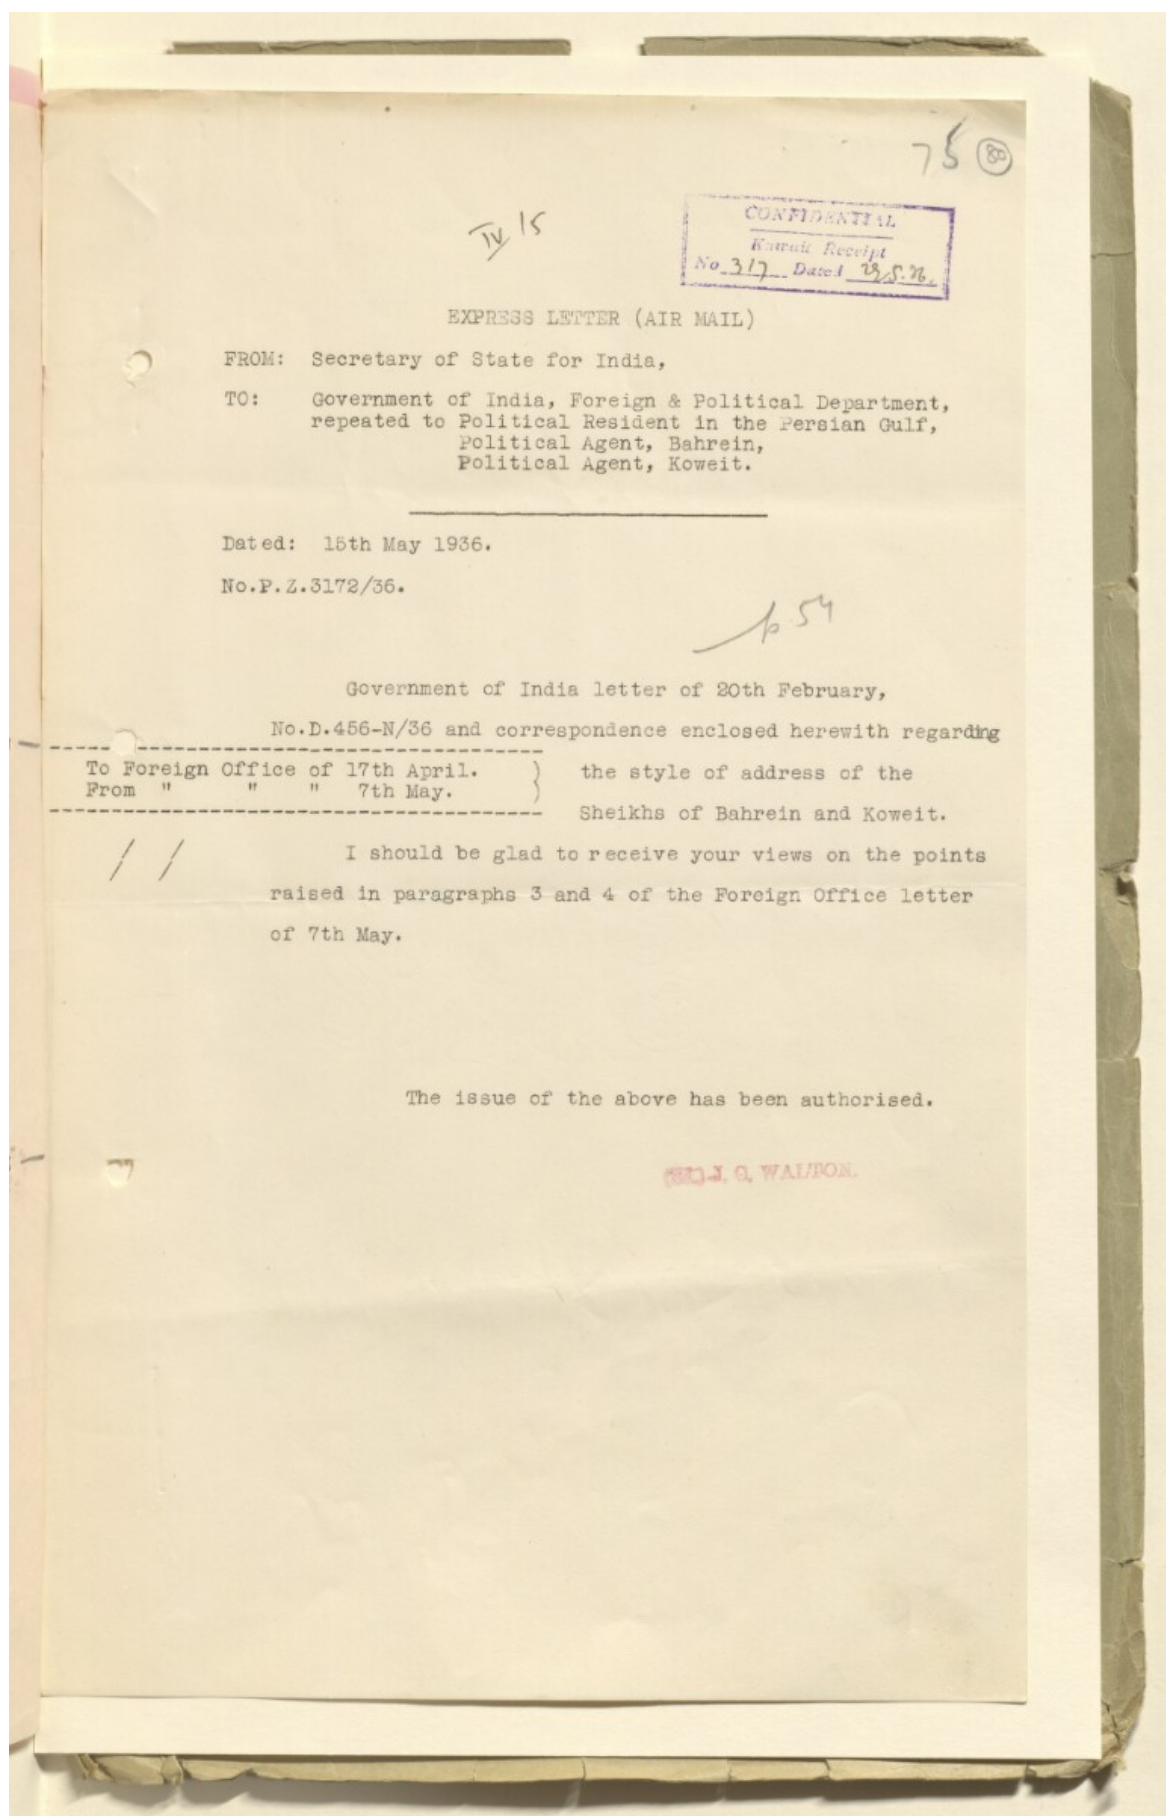 75 80
IV/5
CONFIDENTIAL
Kuwait Receipt
No 317 Dated 29.5.36.
EXPRESS LETTER (AIR MAIL)
FROM: Secretary of State for India,
TO: Government of India, Foreign & Political Department,
repeated to Political Resident in the Persian Gulf,
Political Agent, Bahrein,
Political Agent, Koweit.
Dated: 15th May 1936.
No.P.Z.3172/36.
p 54
Government of India letter of 20th February,
No.D.456-N/36 and correspondence enclosed herewith regarding
To Foreign Office of 17th April. )
From " " " 7th May. )
the style of address of the
Sheikhs of Bahrein and Koweit.
I should be glad to receive your views on the points
raised in paragraphs 3 and 4 of the Foreign Office letter
of 7th May.
The issue of the above has been authorised.
J. C. WALTON.